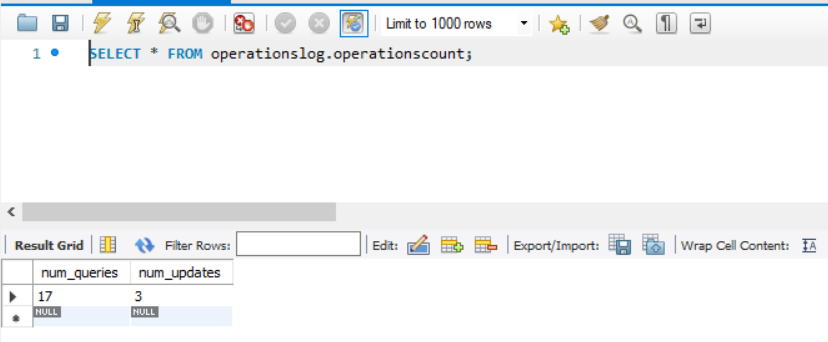 Limit to 1000 rows
1 SELECT * FROM operationslog.operationscount;
Result Grid Filter Rows: Edit: Export/Import: Wrap Cell Content: IA
num_queries num_updates
17 3
NULL NULL